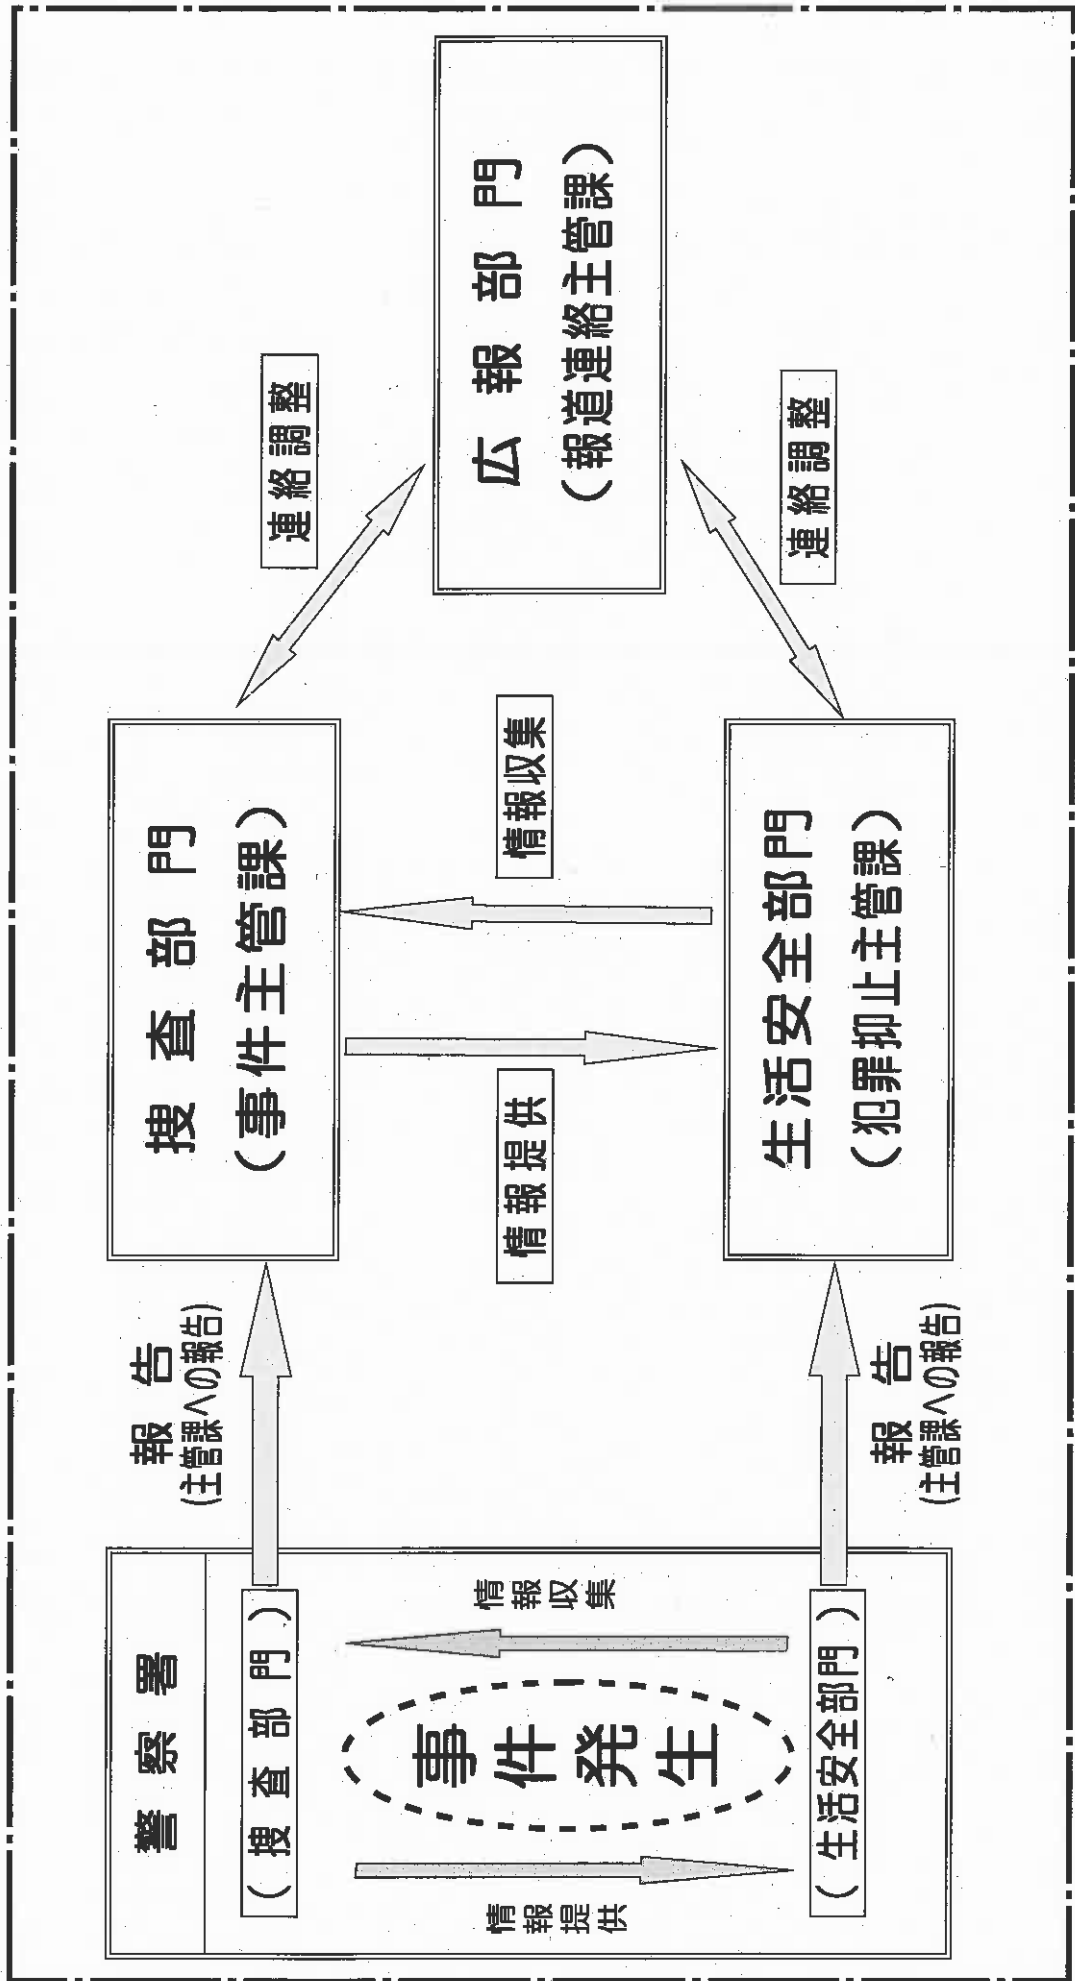 警察署
(捜査部門)
情報提供
事件発生
情報収集
(生活安全部門)
報告
(主管課への報告)
報告
(主管課への報告)
捜査部門
(事件主管課)
情報提供
情報収集
生活安全部門
(犯罪抑止主管課)
連絡調整
連絡調整
広報部門
(報道連絡主管課)